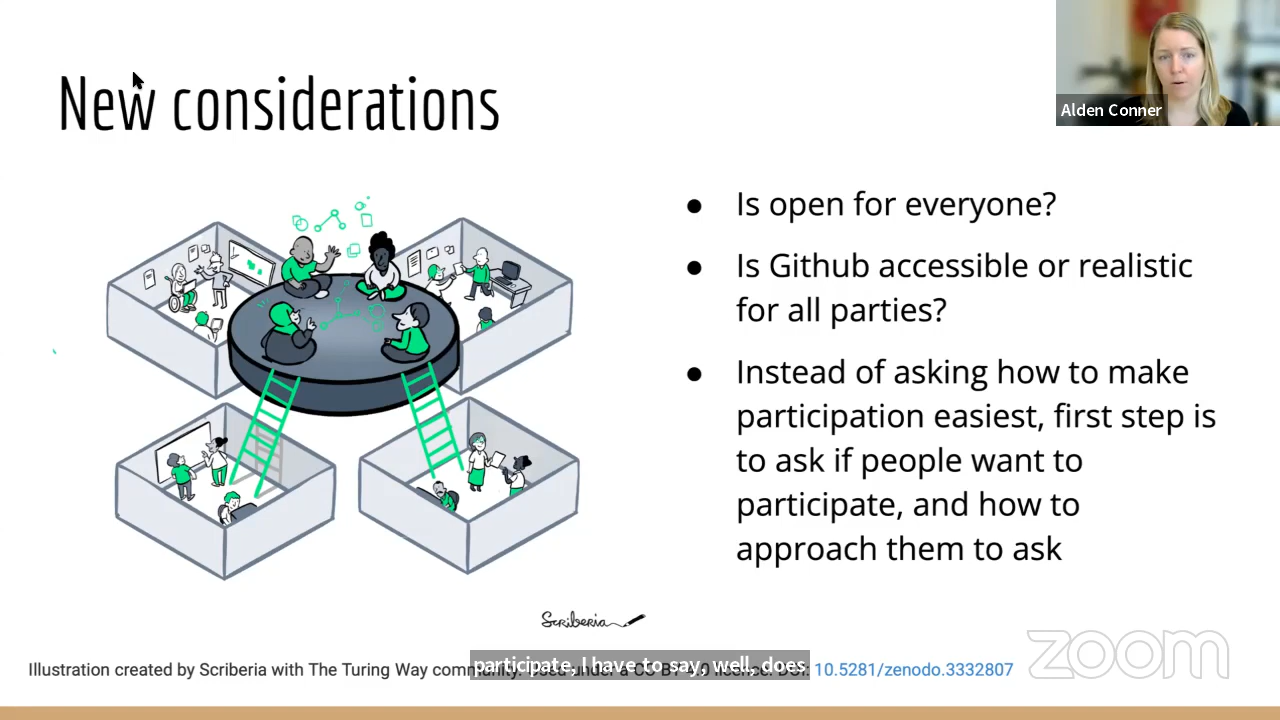 New considerations
Alden Conner
● Is open for everyone?
● Is Github accessible or realistic
for all parties?
● Instead of asking how to make
participation easiest, first step is
to ask if people want to
participate, and how to
approach them to ask
Scriberia
zoom
Illustration created by Scriberia with The Turing Way 10.5281/zenodo.3332807
participate, I have to say, well, does